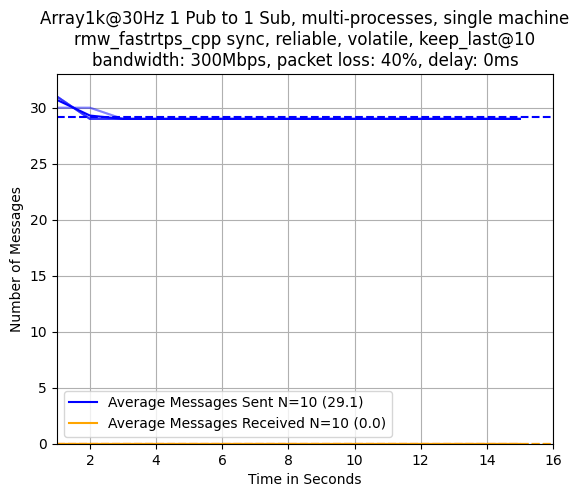 Array1k@30Hz 1 Pub to 1 Sub, multi-processes, single machine
rmw_fastrtps_cpp sync, reliable, volatile, keep_last@10
bandwidth: 300Mbps, packet loss: 40%, delay: 0ms
Number of Messages
30
25
20
15
10
5
0
Average Messages Sent N=10 (29.1)
Average Messages Received N=10 (0.0)
2 4 6 8 10 12 14 16
Time in Seconds